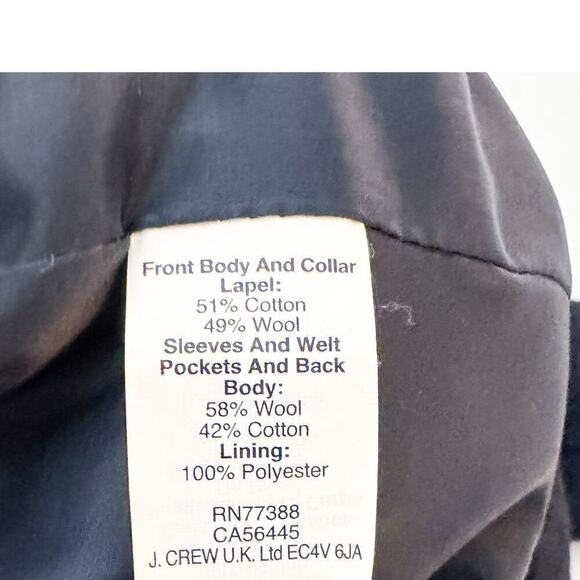 Front Body And Collar
Lapel:
51% Cotton
49% Wool
Sleeves And Welt
Pockets And Back
Body:
58% Wool
42% Cotton
Lining:
100% Polyester
RN77388
CA56445
J. CREW U.K. Ltd EC4V 6JA